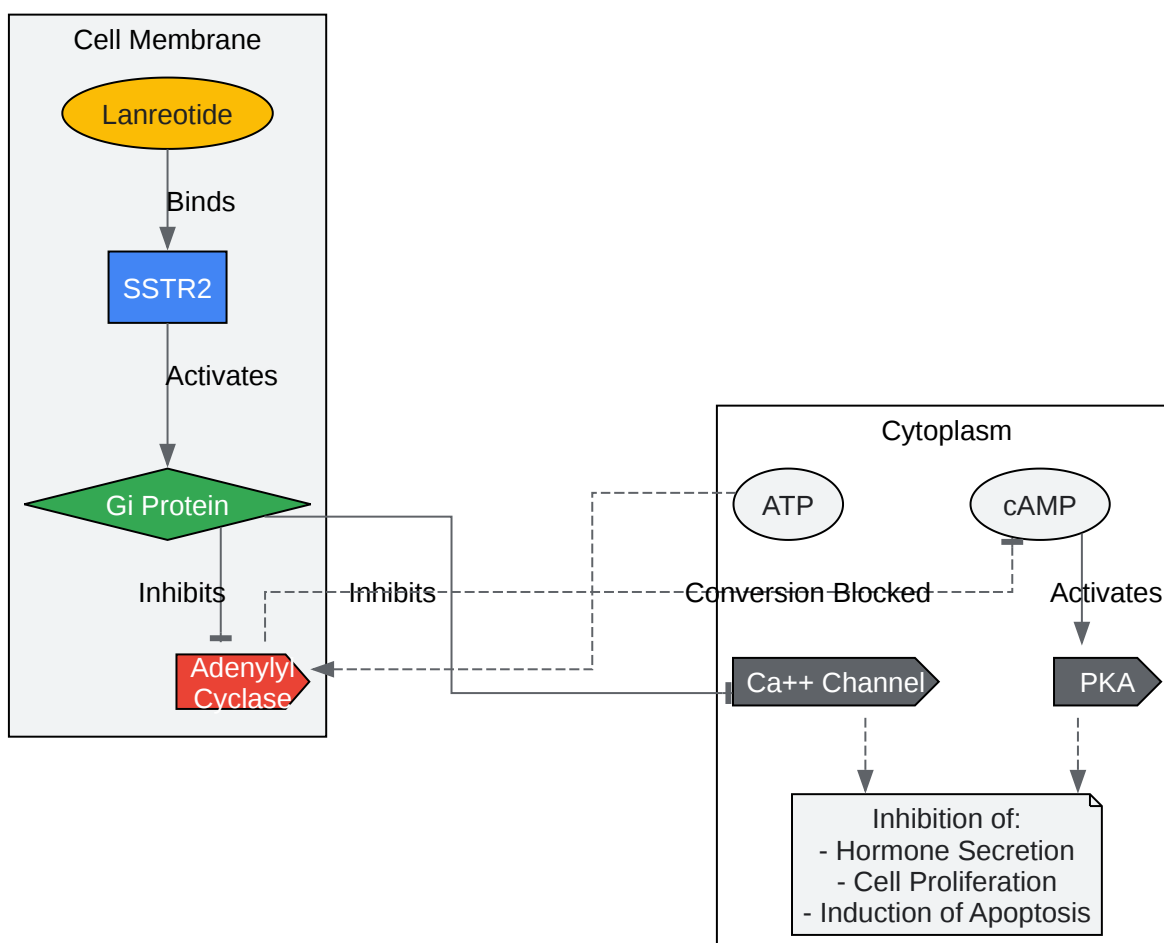 Cell Membrane
Lanreotide
Binds
SSTR2
Activates
Gi Protein
Inhibits
Inhibits
Adenylyl
Cyclase
Cytoplasm
ATP
cAMP
Conversion Blocked
Activates
Ca++ Channel
PKA
Inhibition of:
- Hormone Secretion
- Cell Proliferation
- Induction of Apoptosis